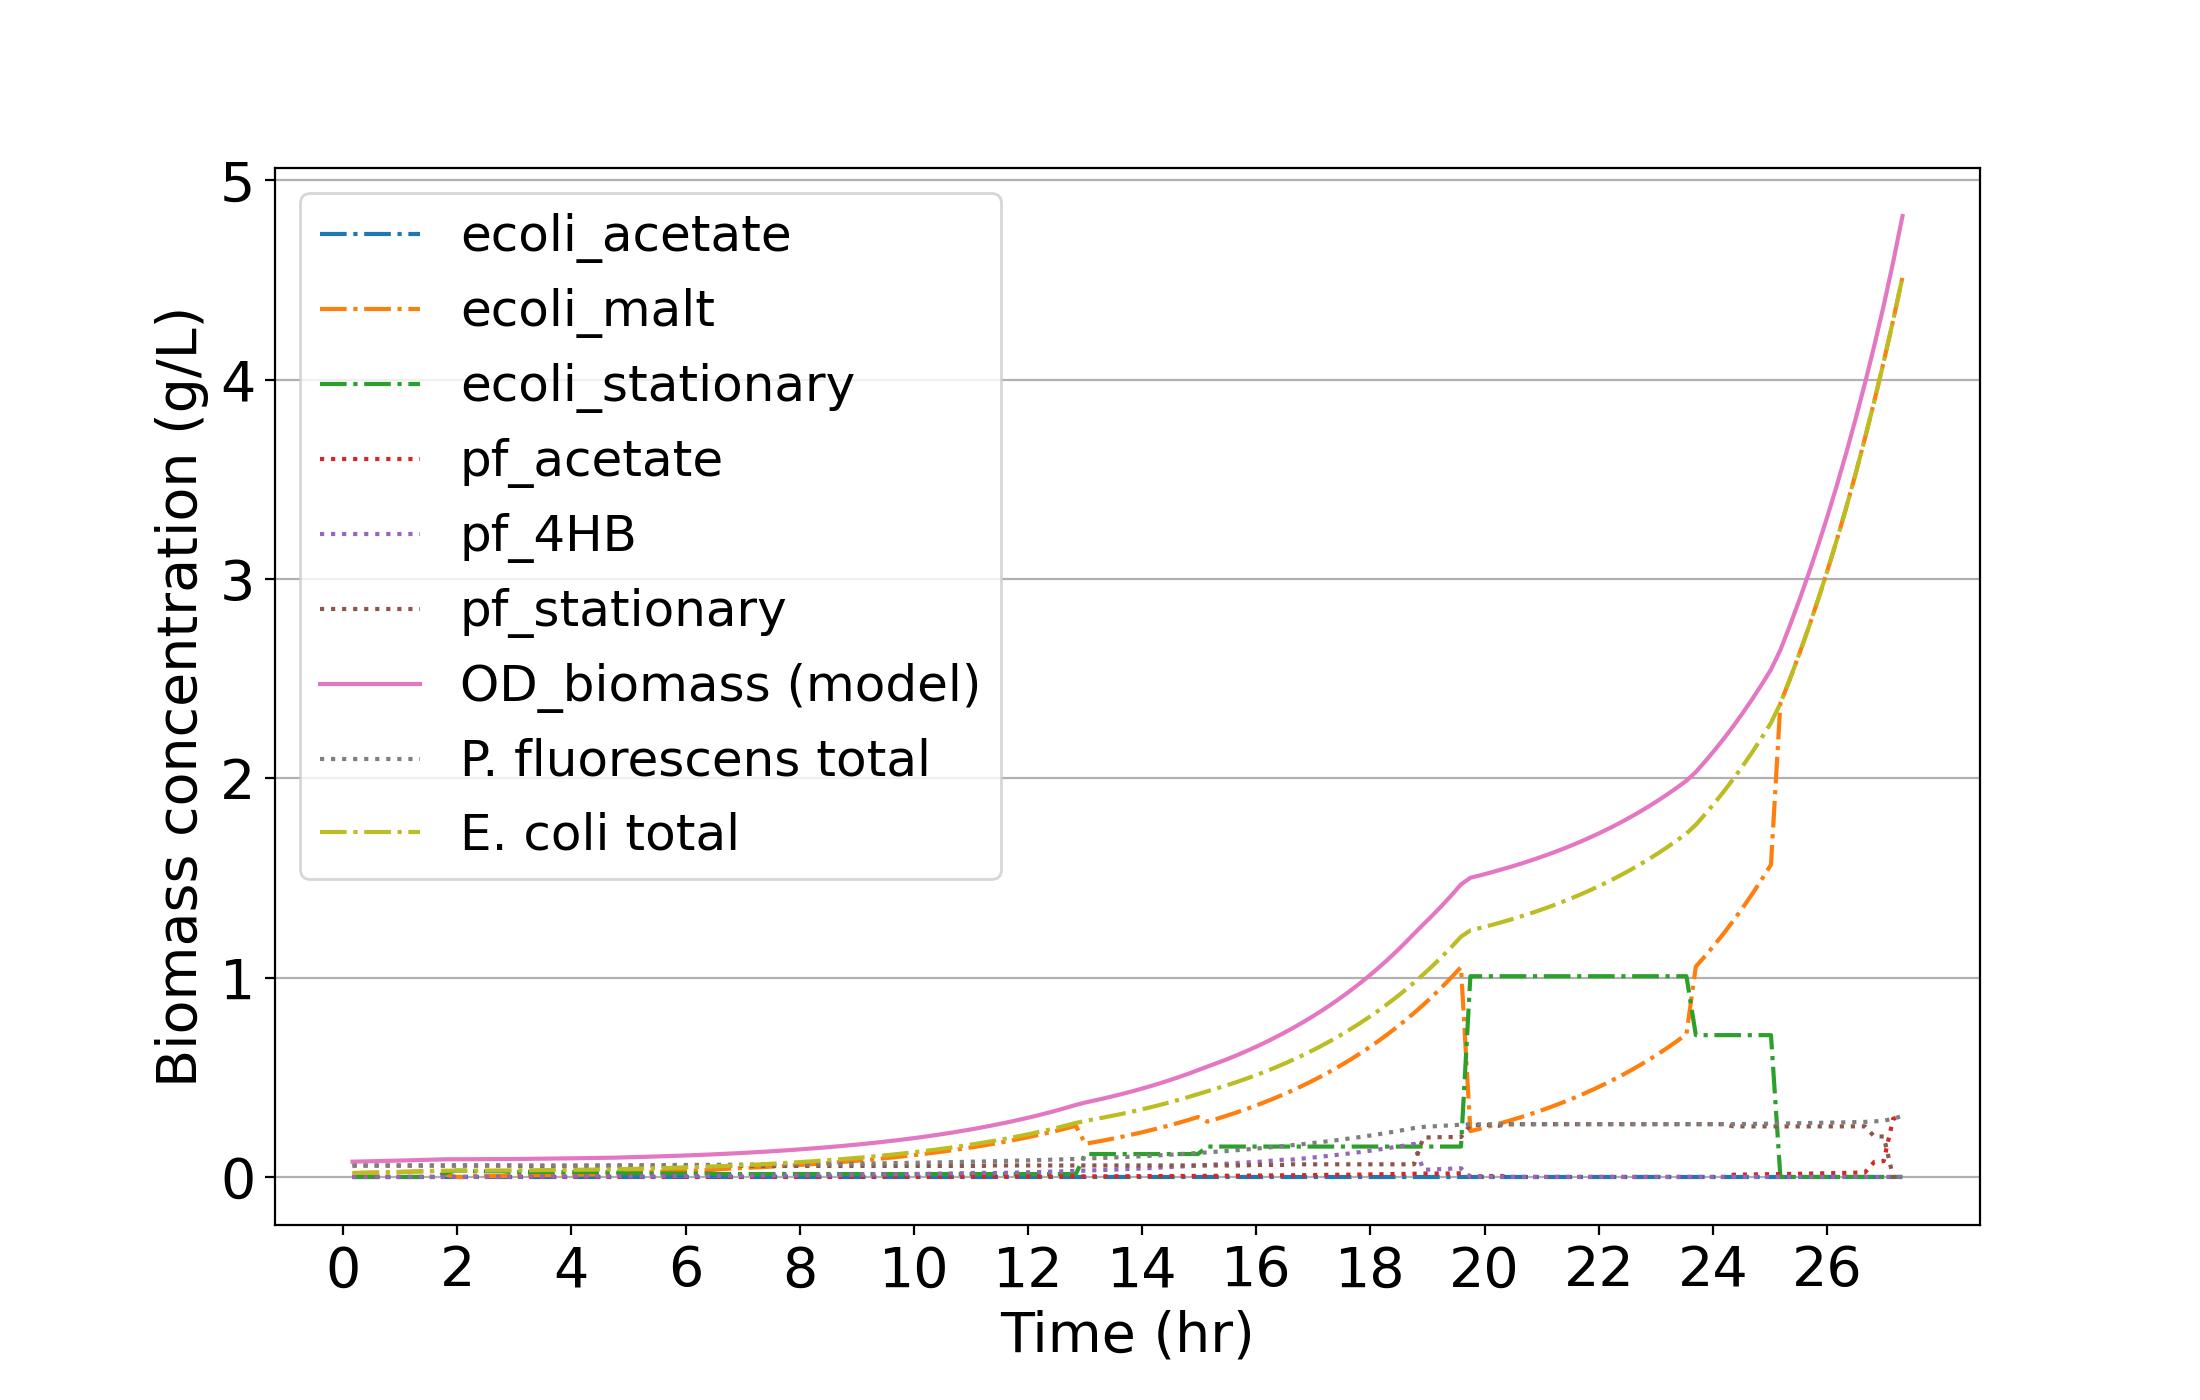 5
4
3
2
1
0
Biomass concentration (g/L)
ecoli_acetate
ecoli_malt
ecoli_stationary
pf_acetate
pf_4HB
pf_stationary
OD_biomass (model)
P. fluorescens total
E. coli total
0 2 4 6 8 10 12 14 16 18 20 22 24 26
Time (hr)